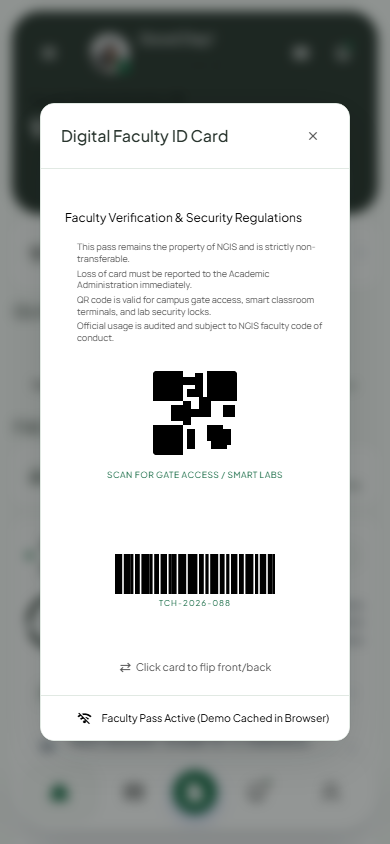 Digital Faculty ID Card
Faculty Verification & Security Regulations
This pass remains the property of NGIS and is strictly non-
transferable.
Loss of card must be reported to the Academic
Administration immediately.
QR code is valid for campus gate access, smart classroom
terminals, and lab security locks.
Official usage is audited and subject to NGIS faculty code of
conduct.
SCAN FOR GATE ACCESS / SMART LABS
TCH-2026-088
Click card to flip front/back
Faculty Pass Active (Demo Cached in Browser)